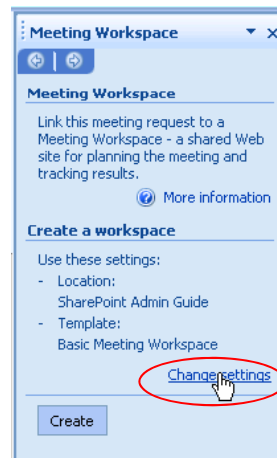 Meeting Workspace
Meeting Workspace
Link this meeting request to a
Meeting Workspace - a shared Web
site for planning the meeting and
tracking results.
More information
Create a workspace
Use these settings:
- Location:
SharePoint Admin Guide
- Template:
Basic Meeting Workspace
Change settings
Create